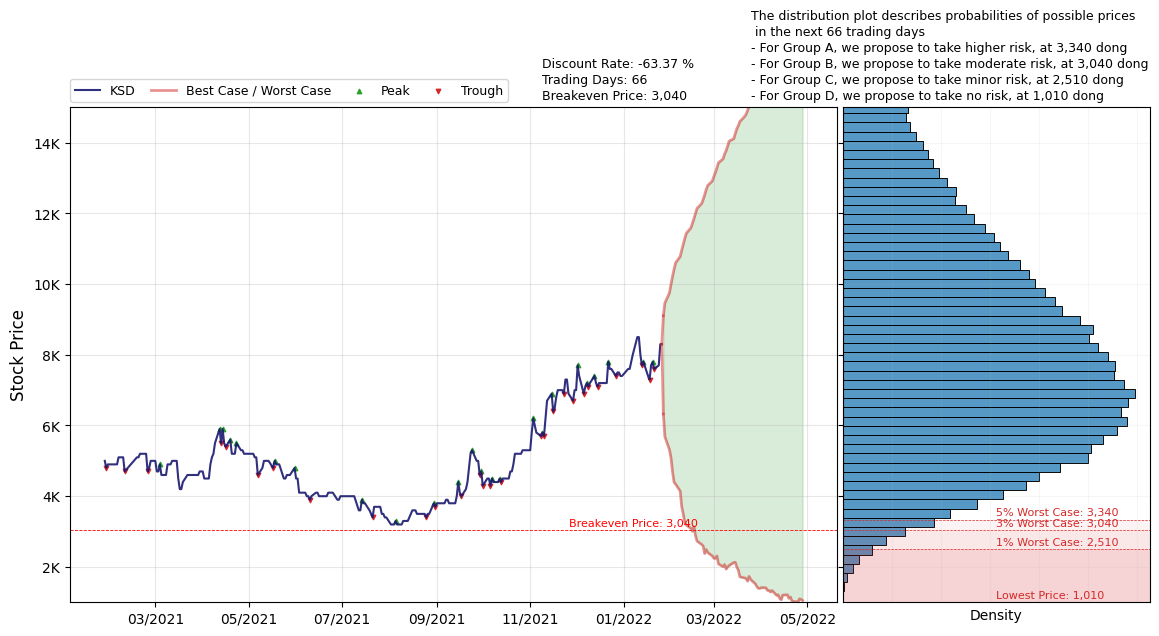 The distribution plot describes probabilities of possible prices
in the next 66 trading days
- For Group A, we propose to take higher risk, at 3,340 dong
- For Group B, we propose to take moderate risk, at 3,040 dong
- For Group C, we propose to take minor risk, at 2,510 dong
- For Group D, we propose to take no risk, at 1,010 dong
Discount Rate: -63.37 %
Trading Days: 66
Breakeven Price: 3,040
KSD Best Case / Worst Case Peak Trough
14K
12K
10K
8K
6K
4K
2K
Stock Price
Breakeven Price: 3,040
5% Worst Case: 3,340
3% Worst Case: 3,040
1% Worst Case: 2,510
Lowest Price: 1,010
03/2021 05/2021 07/2021 09/2021 11/2021 01/2022 03/2022 05/2022
Density